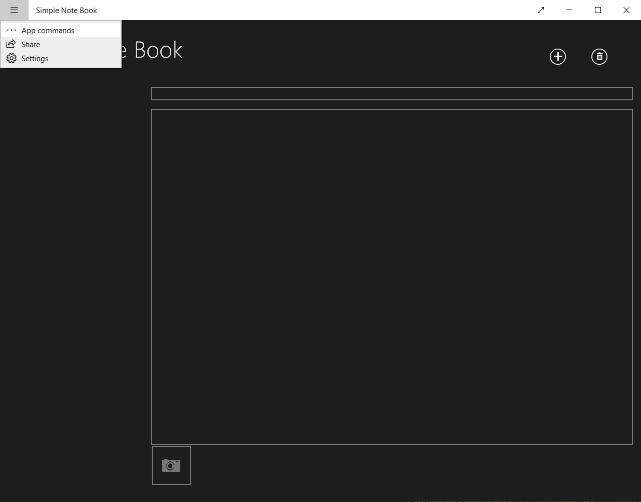 Simple Note Book
App commands
Share
Settings
e Book